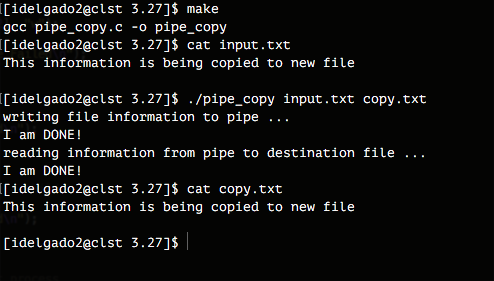 [idelgado2@clst 3.27]$ make
gcc pipe_copy.c -o pipe_copy
[idelgado2@clst 3.27]$ cat input.txt
This information is being copied to new file
[idelgado2@clst 3.27]$ ./pipe_copy input.txt copy.txt
writing file information to pipe ...
I am DONE!
reading information from pipe to destination file ...
I am DONE!
[idelgado2@clst 3.27]$ cat copy.txt
This information is being copied to new file
[idelgado2@clst 3.27]$